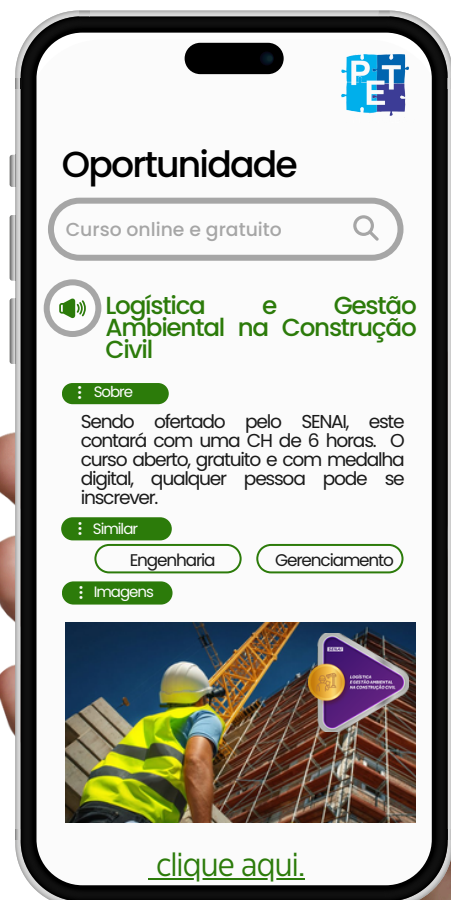 PET
Oportunidade
Curso online e gratuito
Logística e Gestão
Ambiental na Construção
Civil
Sobre
Sendo ofertado pelo SENAI, este
contará com uma CH de 6 horas. O
curso aberto, gratuito e com medalha
digital, qualquer pessoa pode se
inscrever.
Similar
Engenharia Gerenciamento
Imagens
SENAI
PET
LOGÍSTICA
E GESTÃO AMBIENTAL
NA CONSTRUÇÃO CIVIL
clique aqui.